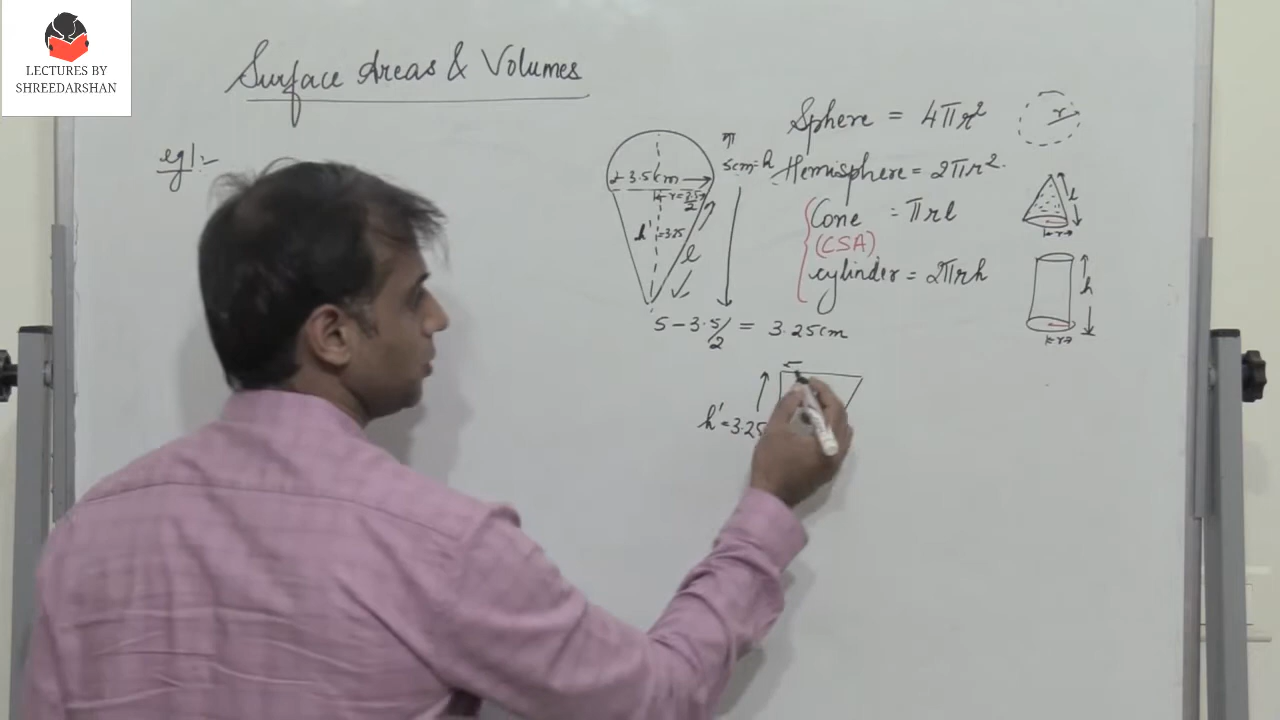 LECTURES BY
SHREEDARSHAN
Surface Areas & Volumes
eg1:-
3.5cm
r=3.5/2
h' =3.25
l
5cm=h
5-3.5/2 = 3.25cm
Sphere = 4πr²
r
Hemisphere = 2πr².
Cone = πrl
(CSA)
cylinder = 2πrh
l
r
h
r
h'=3.25